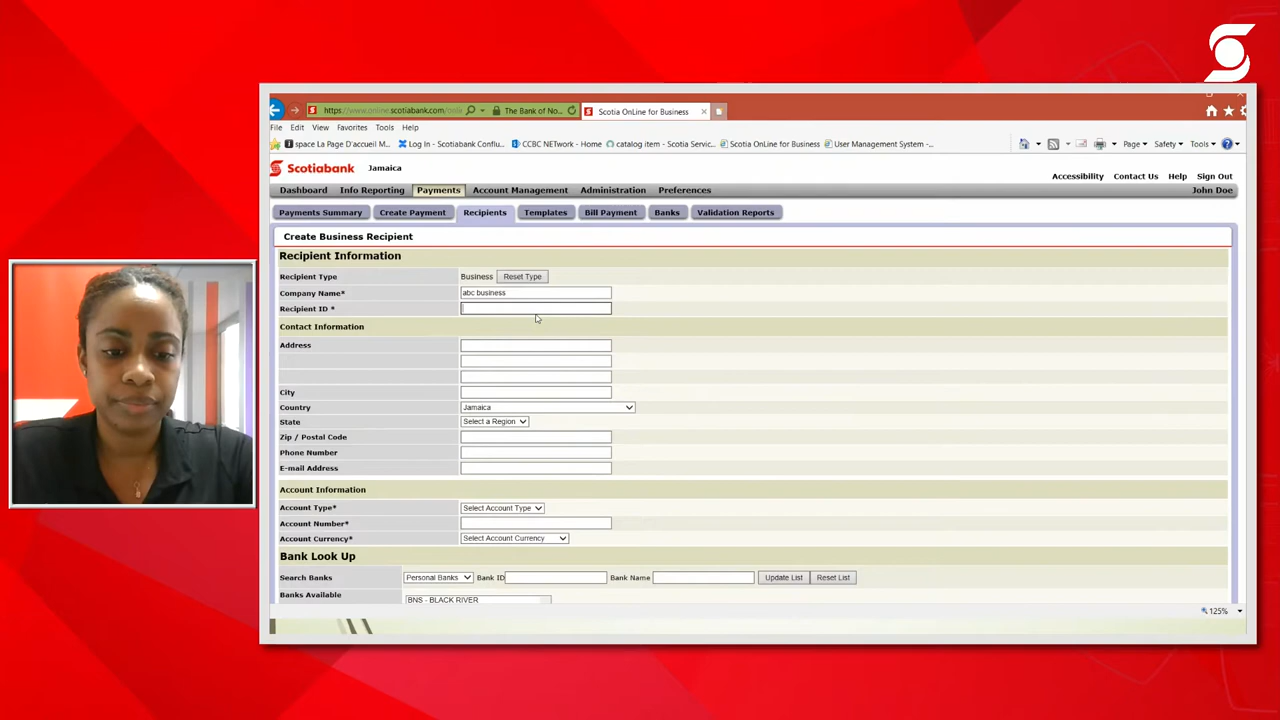 https://www.online.scotiabank.com/onli
The Bank of No...
Scotia OnLine for Business
File Edit View Favorites Tools Help
space La Page D'accueil M... Log In - Scotiabank Conflu... CCBC NETwork - Home catalog item - Scotia Servic... Scotia OnLine for Business User Management System -...
Page Safety Tools
Scotiabank Jamaica
Accessibility Contact Us Help Sign Out
Dashboard Info Reporting Payments Account Management Administration Preferences John Doe
Payments Summary Create Payment Recipients Templates Bill Payment Banks Validation Reports
Create Business Recipient
Recipient Information
Recipient Type Business Reset Type
Company Name* abc business
Recipient ID *
Contact Information
Address
City
Country Jamaica
State Select a Region
Zip / Postal Code
Phone Number
E-mail Address
Account Information
Account Type* Select Account Type
Account Number*
Account Currency* Select Account Currency
Bank Look Up
Search Banks Personal Banks Bank ID Bank Name Update List Reset List
Banks Available BNS - BLACK RIVER
125%